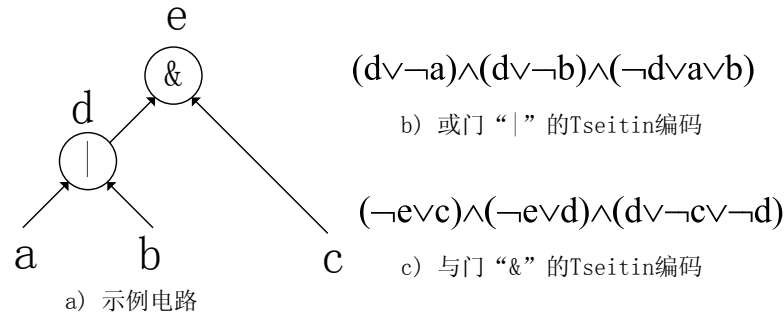 e
&
d
|
a
b
c
a) 示例电路
(d∨¬a)∧(d∨¬b)∧(¬d∨a∨b)
b) 或门“|”的Tseitin编码
(¬e∨c)∧(¬e∨d)∧(d∨¬c∨¬d)
c) 与门“&”的Tseitin编码